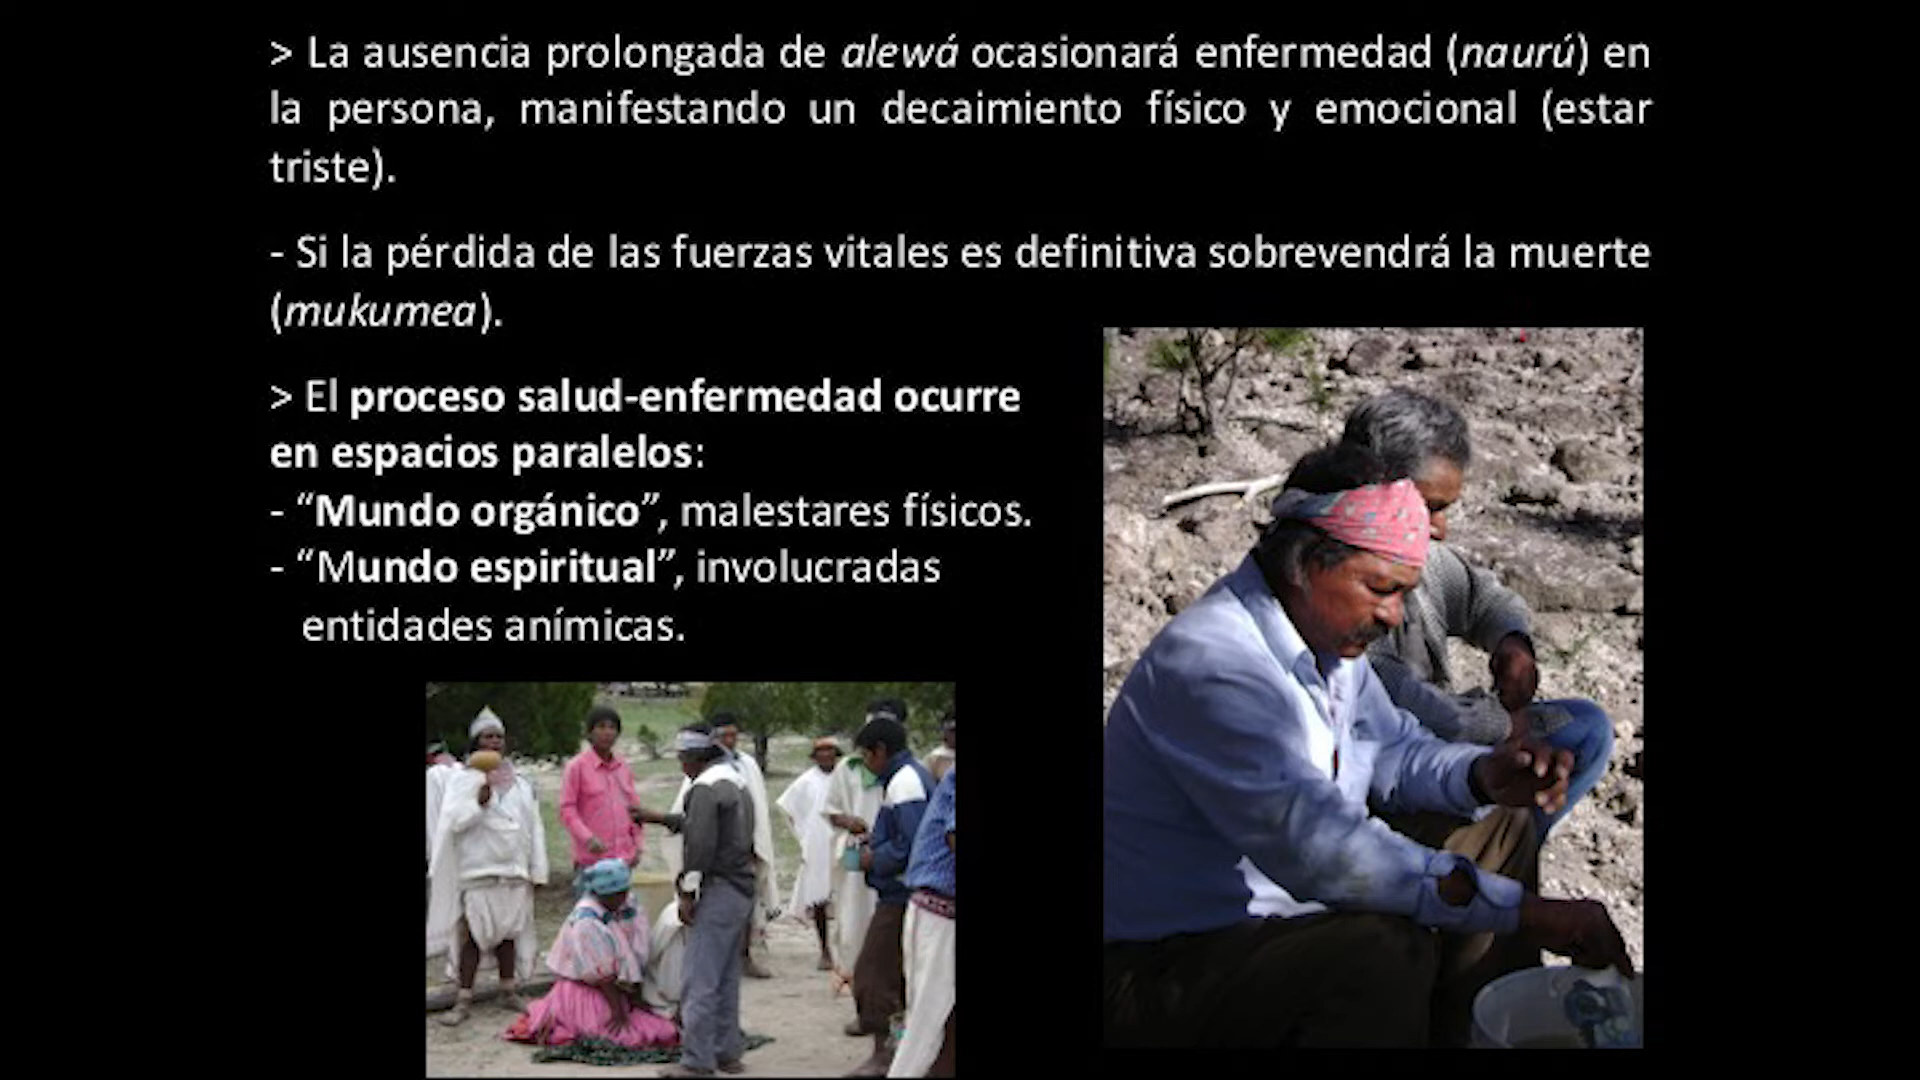 > La ausencia prolongada de alewá ocasionará enfermedad (naurú) en
la persona, manifestando un decaimiento físico y emocional (estar
triste).
- Si la pérdida de las fuerzas vitales es definitiva sobrevendrá la muerte
(mukumea).
> El proceso salud-enfermedad ocurre
en espacios paralelos:
- “Mundo orgánico”, malestares físicos.
- “Mundo espiritual”, involucradas
entidades anímicas.